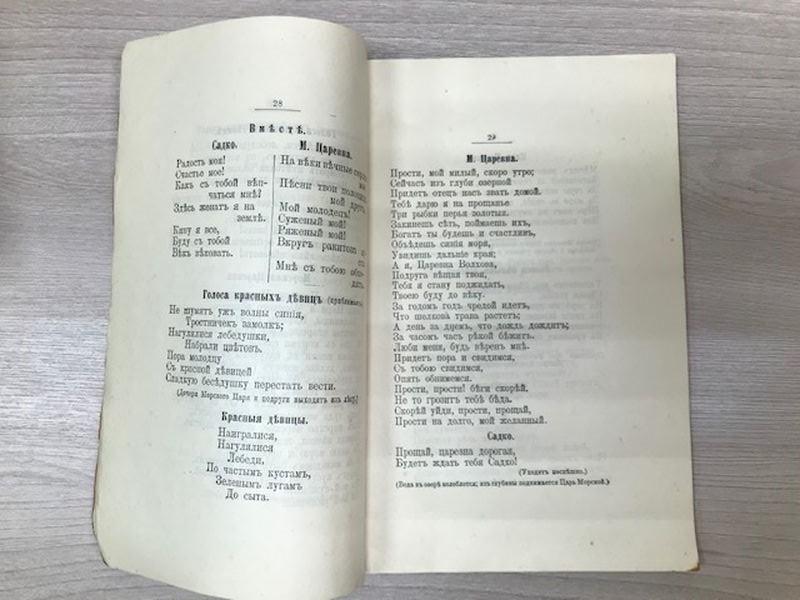 28
Вмѣстѣ.
Садко.
Радость моя!
Счастье мое!
Какъ съ тобой вѣн-
чаться мнѣ?
Здѣсь женатъ я на
землѣ.
Кину я все,
Буду съ тобой
Вѣкъ вѣковать.
М. Царевна.
На вѣки вѣчные
Пѣсни твои
мой другъ
Мой молодецъ!
Суженый мой!
Ряженый мой!
Вкругъ ракитова
Мнѣ съ тобою
Голоса красныхъ дѣвицъ
Не шумятъ ужъ волны синія,
Тростничекъ замолкъ;
Нагулялися лебедушки,
Набрали цвѣтовъ.
Пора молодцу
Съ красной дѣвицей
Сладкую бесѣдушку перестать вести.
(Дочери Морского Царя и подруги выходятъ изъ лѣсу.)
Красныя дѣвицы.
Наигралися,
Нагулялися
Лебеди,
По частымъ кустамъ,
Зеленымъ лугамъ
До сыта.
29
М. Царевна.
Прости, мой милый, скоро утро;
Сейчасъ изъ глуби озерной
Придетъ отецъ насъ звать домой.
Тебѣ дарю я на прощанье
Три рыбки перья золотыя.
Закинешь сѣть, поймаешь ихъ,
Богатъ ты будешь и счастливъ,
Объѣдешь синія моря,
Увидишь дальніе края;
А я, Царевна Волхова,
Подруга вѣщая твоя,
Тебя я стану поджидать,
Твоею буду до вѣку.
За годомъ годъ чредой идетъ,
Что шелкова трава растетъ;
А день за днемъ, что дождь дождитъ;
За часомъ часъ рѣкой бѣжитъ.
Люби меня, будь вѣренъ мнѣ.
Придетъ пора и свидимся,
Съ тобою свидимся,
Опять обнимемся.
Прости, прости! бѣги скорѣй,
Не то грозитъ тебѣ бѣда.
Скорѣй уйди, прости, прощай,
Прости на долго, мой желанный.
Садко.
Прощай, царевна дорогая,
Будетъ ждать тебя Садко!
(Уходитъ поспѣшно.)
(Вода въ озерѣ колеблется; изъ глубины поднимается Царь Морской.)